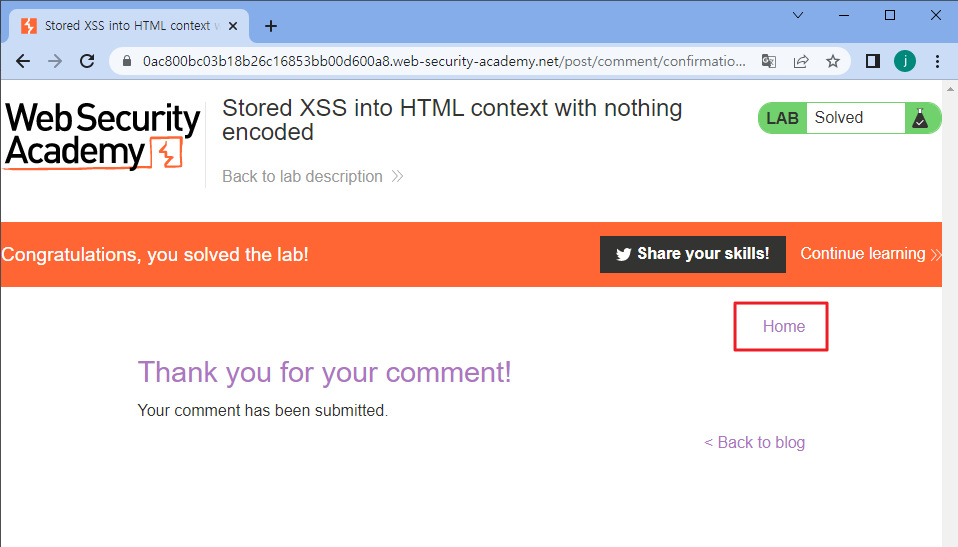 Stored XSS into HTML context w
0ac800bc03b18b26c16853bb00d600a8.web-security-academy.net/post/comment/confirmatio...
j
Web Security
Academy
Stored XSS into HTML context with nothing
encoded
Back to lab description
LAB Solved
Congratulations, you solved the lab!
Share your skills!
Continue learning
Home
Thank you for your comment!
Your comment has been submitted.
< Back to blog